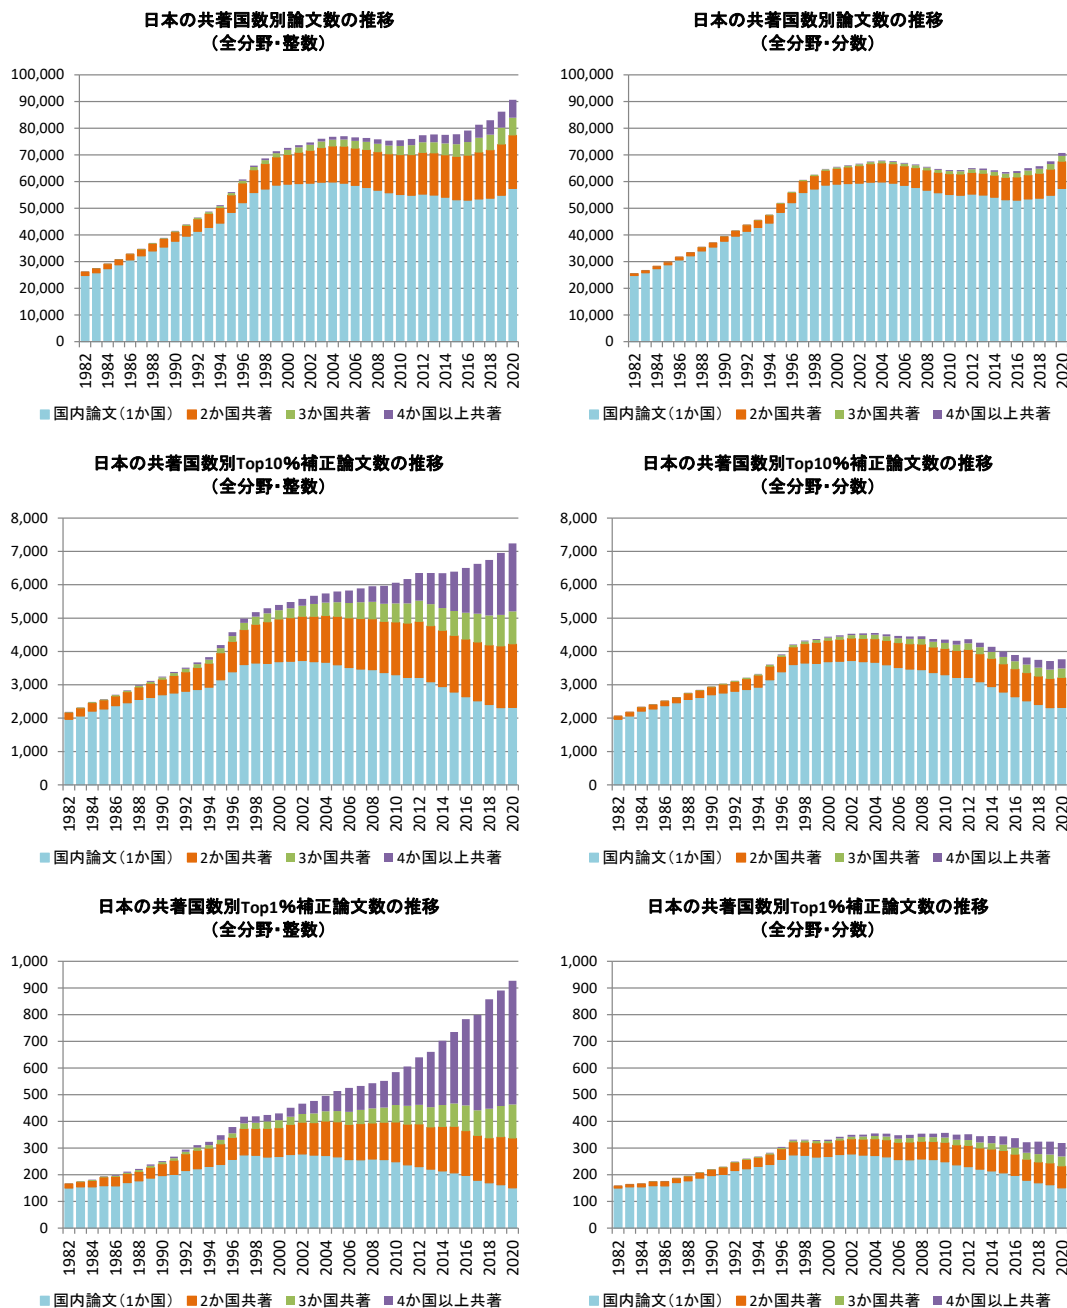 日本の共著国数別論文数の推移
(全分野・整数)
100,000
90,000
80,000
70,000
60,000
50,000
40,000
30,000
20,000
10,000
0
1982 1984 1986 1988 1990 1992 1994 1996 1998 2000 2002 2004 2006 2008 2010 2012 2014 2016 2018 2020
国内論文(1か国) 2か国共著 3か国共著 4か国以上共著
日本の共著国数別論文数の推移
(全分野・分数)
100,000
90,000
80,000
70,000
60,000
50,000
40,000
30,000
20,000
10,000
0
1982 1984 1986 1988 1990 1992 1994 1996 1998 2000 2002 2004 2006 2008 2010 2012 2014 2016 2018 2020
国内論文(1か国) 2か国共著 3か国共著 4か国以上共著
日本の共著国数別Top10%補正論文数の推移
(全分野・整数)
8,000
7,000
6,000
5,000
4,000
3,000
2,000
1,000
0
1982 1984 1986 1988 1990 1992 1994 1996 1998 2000 2002 2004 2006 2008 2010 2012 2014 2016 2018 2020
国内論文(1か国) 2か国共著 3か国共著 4か国以上共著
日本の共著国数別Top10%補正論文数の推移
(全分野・分数)
8,000
7,000
6,000
5,000
4,000
3,000
2,000
1,000
0
1982 1984 1986 1988 1990 1992 1994 1996 1998 2000 2002 2004 2006 2008 2010 2012 2014 2016 2018 2020
国内論文(1か国) 2か国共著 3か国共著 4か国以上共著
日本の共著国数別Top1%補正論文数の推移
(全分野・整数)
1,000
900
800
700
600
500
400
300
200
100
0
1982 1984 1986 1988 1990 1992 1994 1996 1998 2000 2002 2004 2006 2008 2010 2012 2014 2016 2018 2020
国内論文(1か国) 2か国共著 3か国共著 4か国以上共著
日本の共著国数別Top1%補正論文数の推移
(全分野・分数)
1,000
900
800
700
600
500
400
300
200
100
0
1982 1984 1986 1988 1990 1992 1994 1996 1998 2000 2002 2004 2006 2008 2010 2012 2014 2016 2018 2020
国内論文(1か国) 2か国共著 3か国共著 4か国以上共著